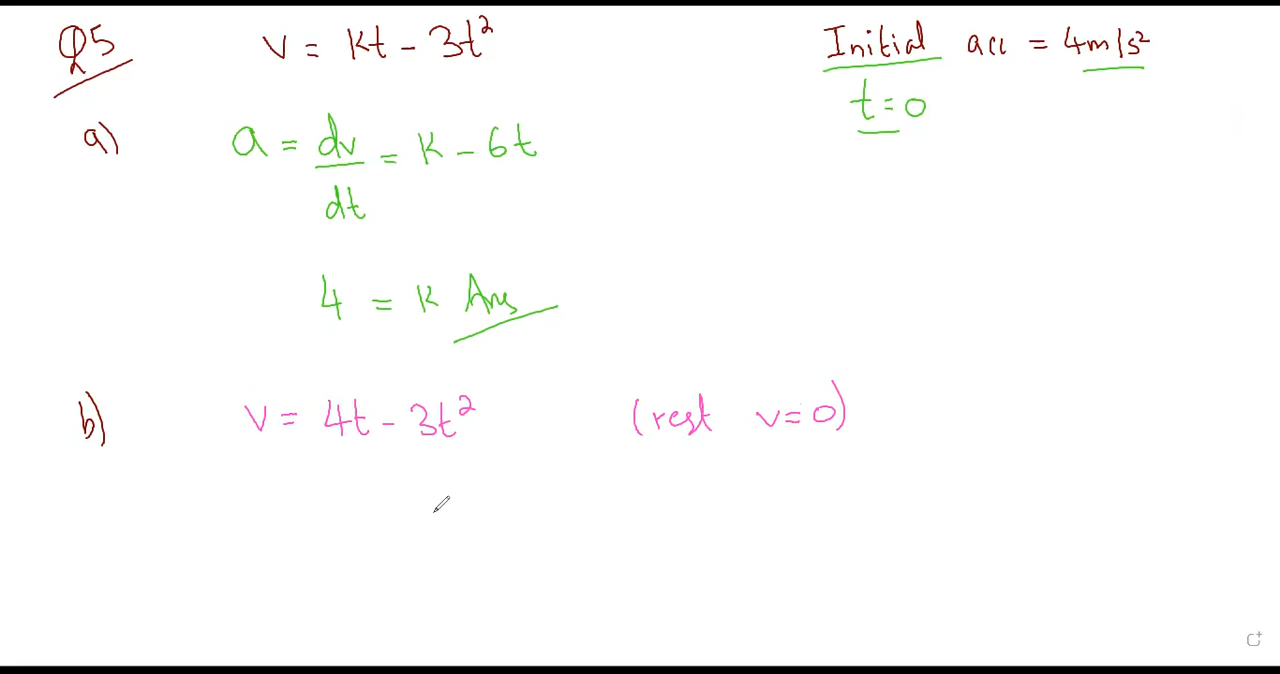 Q5 v = kt - 3t² Initial acc = 4m/s²
t = 0
a) a = dv/dt = k - 6t
4 = k Ans
b) v = 4t - 3t² (rest v = 0)